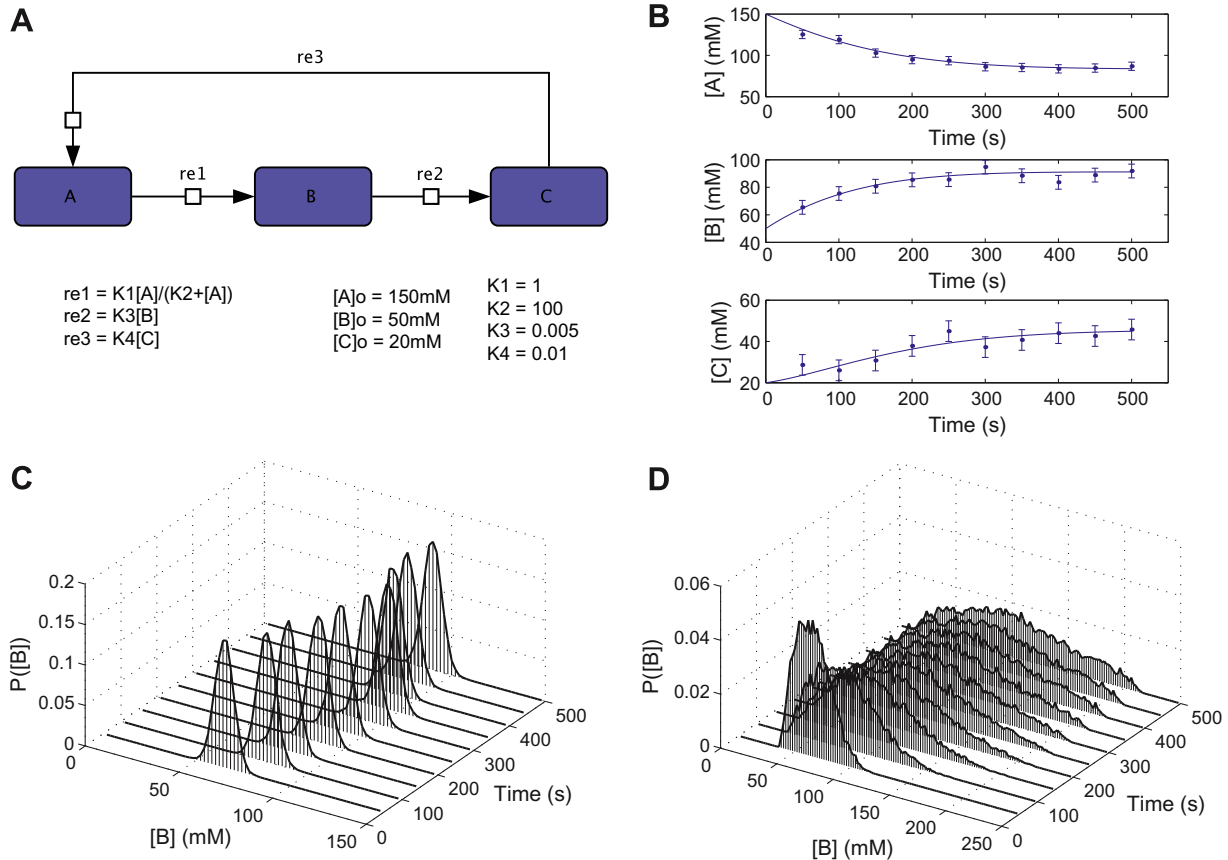 A
re3
A
re1
B
re2
C
re1 = K1[A]/(K2+[A])
re2 = K3[B]
re3 = K4[C]
[A]o = 150mM
[B]o = 50mM
[C]o = 20mM
K1 = 1
K2 = 100
K3 = 0.005
K4 = 0.01
B
[A] (mM)
150
100
50
0 100 200 300 400 500
Time (s)
[B] (mM)
100
80
60
40
0 100 200 300 400 500
Time (s)
[C] (mM)
60
40
20
0 100 200 300 400 500
Time (s)
C
P([B])
0.2
0.15
0.1
0.05
0
0
50
100
150
[B] (mM)
0
100
200
300
400
500
Time (s)
D
P([B])
0.06
0.04
0.02
0
0
50
100
150
200
250
[B] (mM)
0
100
200
300
400
500
Time (s)